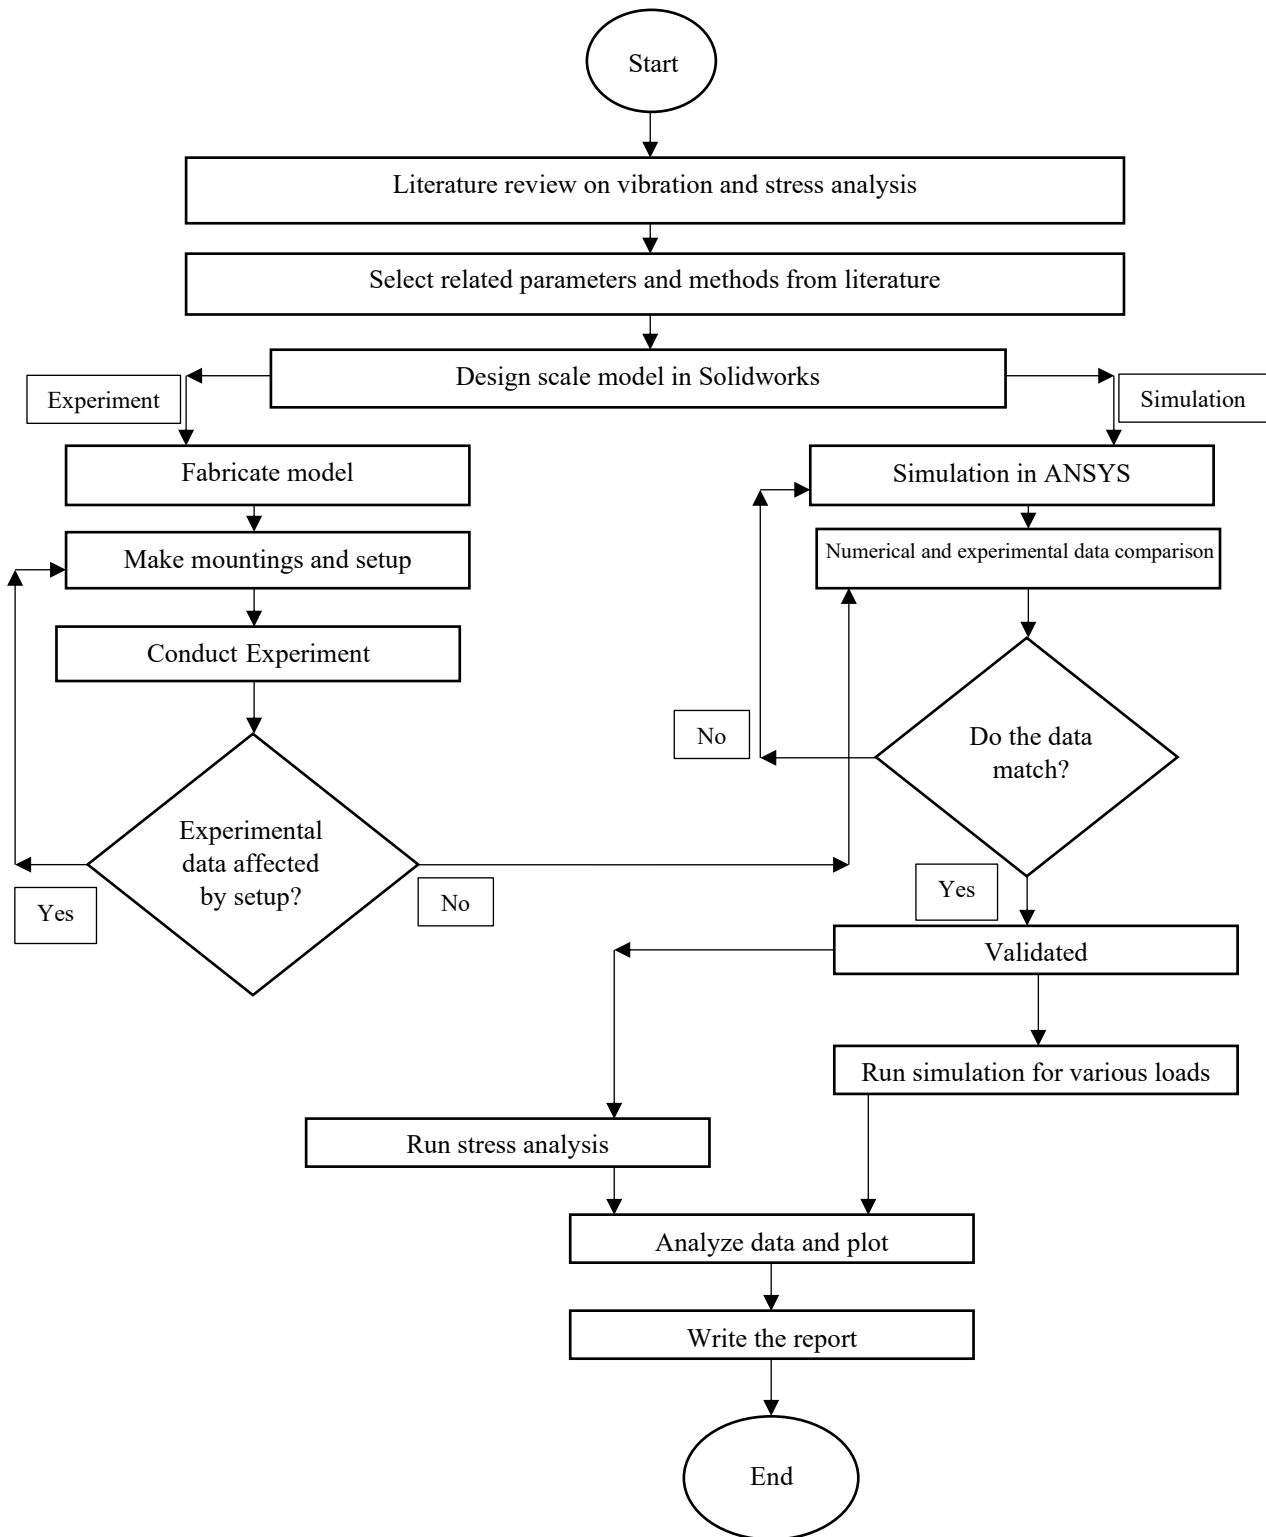 Start
Literature review on vibration and stress analysis
Select related parameters and methods from literature
Design scale model in Solidworks
Experiment
Simulation
Fabricate model
Simulation in ANSYS
Make mountings and setup
Numerical and experimental data comparison
Conduct Experiment
No
Do the data
match?
Experimental
data affected
by setup?
Yes
No
Yes
Validated
Run simulation for various loads
Run stress analysis
Analyze data and plot
Write the report
End